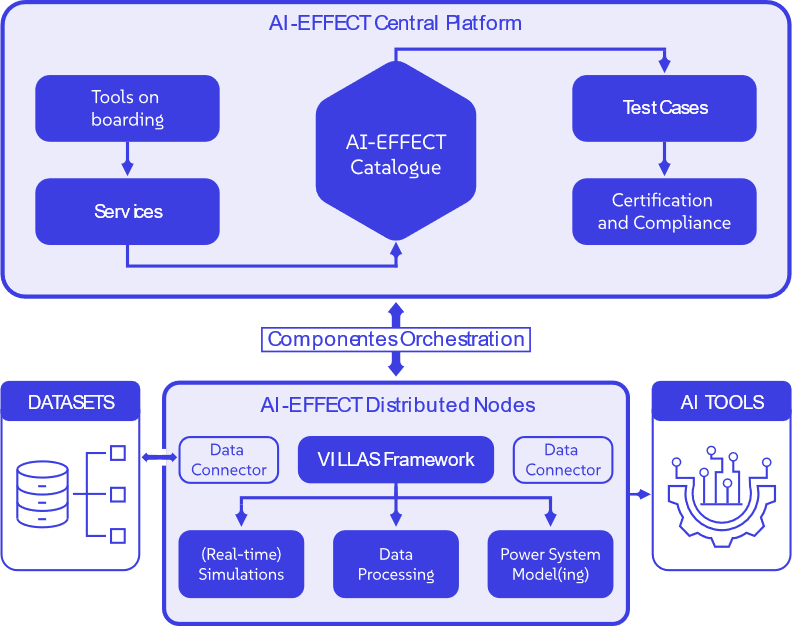 AI-EFFECT Central Platform
Tools on
boarding
Services
AI-EFFECT
Catalogue
Test Cases
Certification
and Compliance
Componentes Orchestration
DATASETS
AI-EFFECT Distributed Nodes
Data
Connector
VILLAS Framework
Data
Connector
(Real-time)
Simulations
Data
Processing
Power System
Model(ing)
AI TOOLS